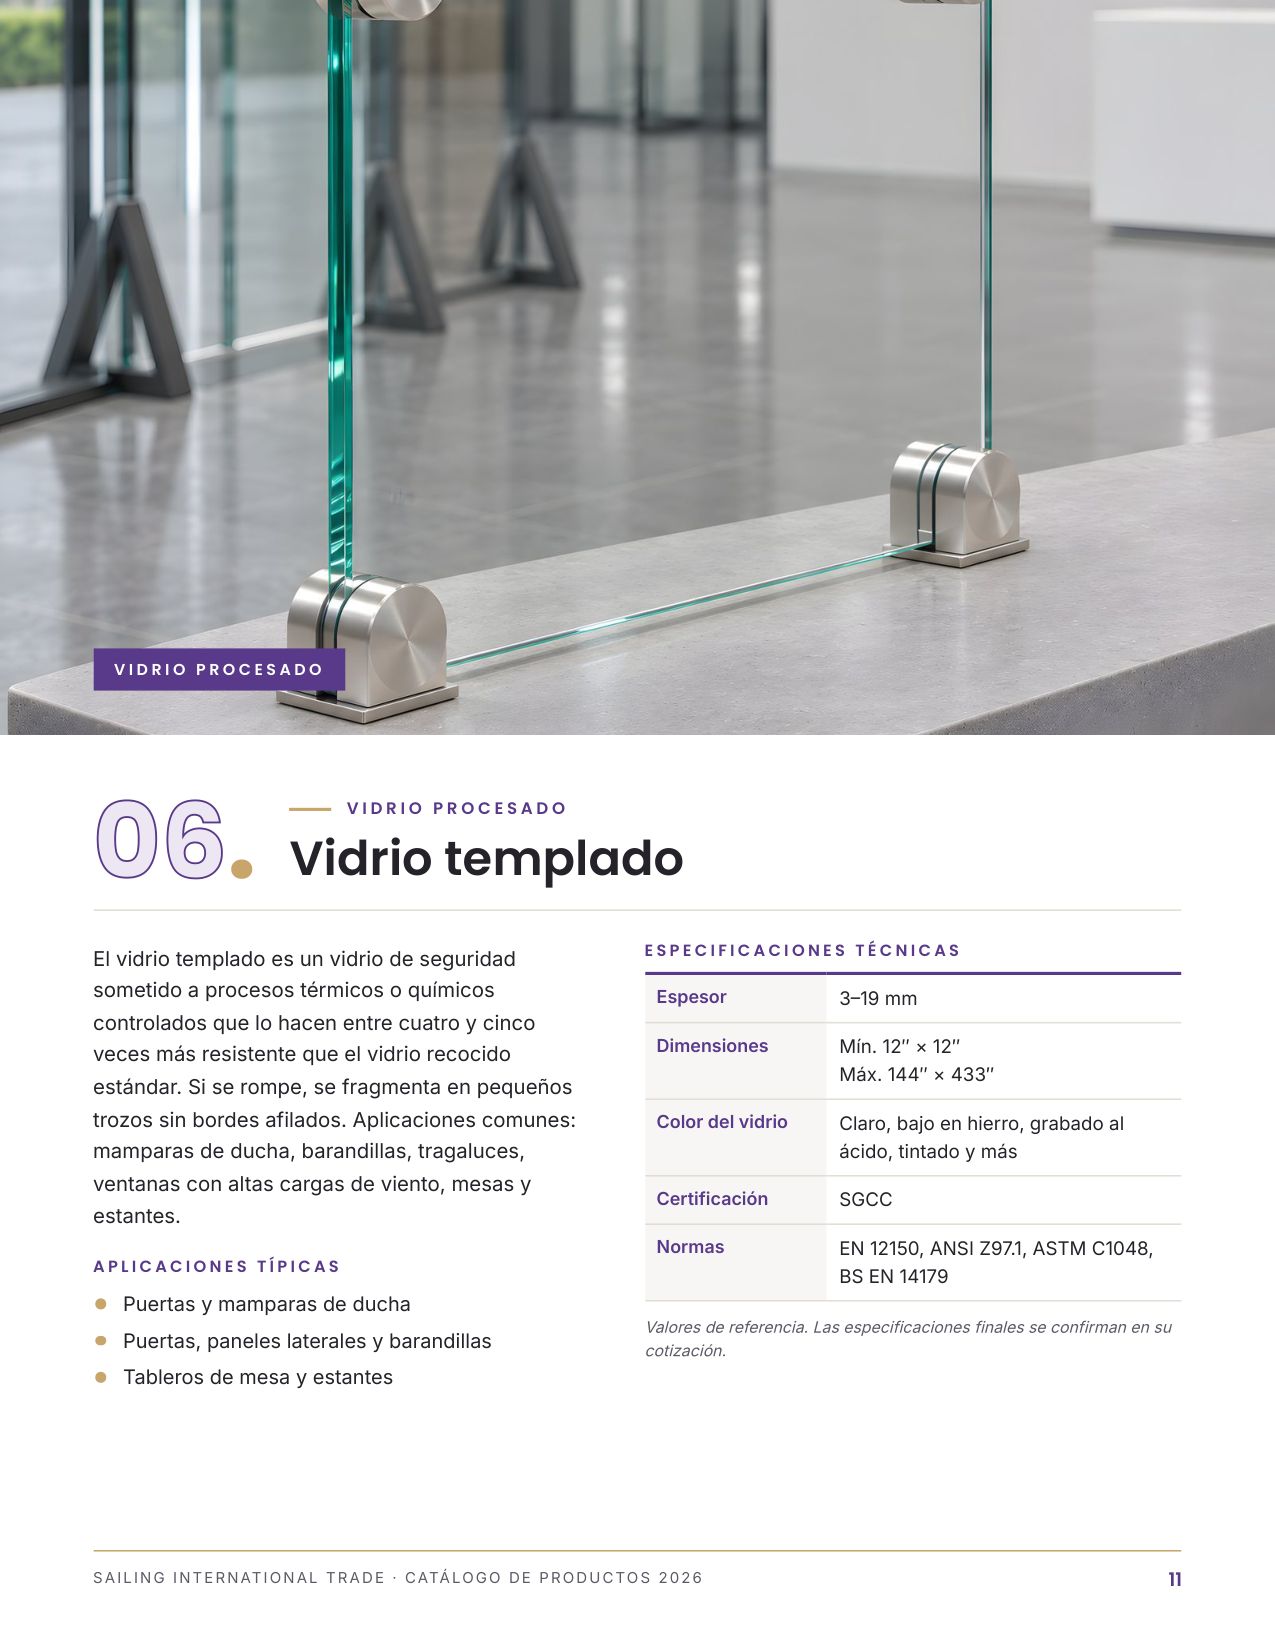 VIDRIO PROCESADO
06.
VIDRIO PROCESADO
Vidrio templado
El vidrio templado es un vidrio de seguridad
sometido a procesos térmicos o químicos
controlados que lo hacen entre cuatro y cinco
veces más resistente que el vidrio recocido
estándar. Si se rompe, se fragmenta en pequeños
trozos sin bordes afilados. Aplicaciones comunes:
mamparas de ducha, barandillas, tragaluces,
ventanas con altas cargas de viento, mesas y
estantes.
APLICACIONES TÍPICAS
Puertas y mamparas de ducha
Puertas, paneles laterales y barandillas
Tableros de mesa y estantes
ESPECIFICACIONES TÉCNICAS
Espesor 3–19 mm
Dimensiones Mín. 12″ × 12″
Máx. 144″ × 433″
Color del vidrio Claro, bajo en hierro, grabado al
ácido, tintado y más
Certificación SGCC
Normas EN 12150, ANSI Z97.1, ASTM C1048,
BS EN 14179
Valores de referencia. Las especificaciones finales se confirman en su
cotización.
SAILING INTERNATIONAL TRADE · CATÁLOGO DE PRODUCTOS 2026
11